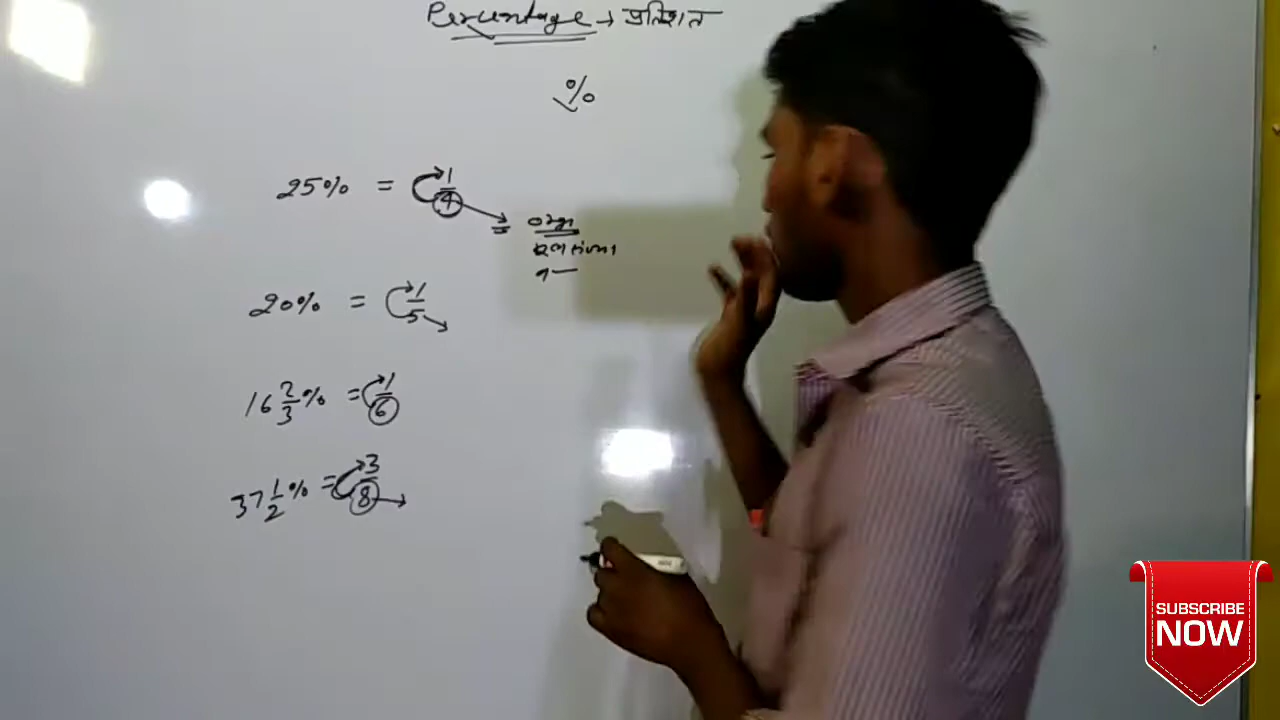 Percentage → प्रतिशत
%
25% = 1/4
20% = 1/5
16 2/3% = 1/6
37 1/2% = 3/8
SUBSCRIBE
NOW